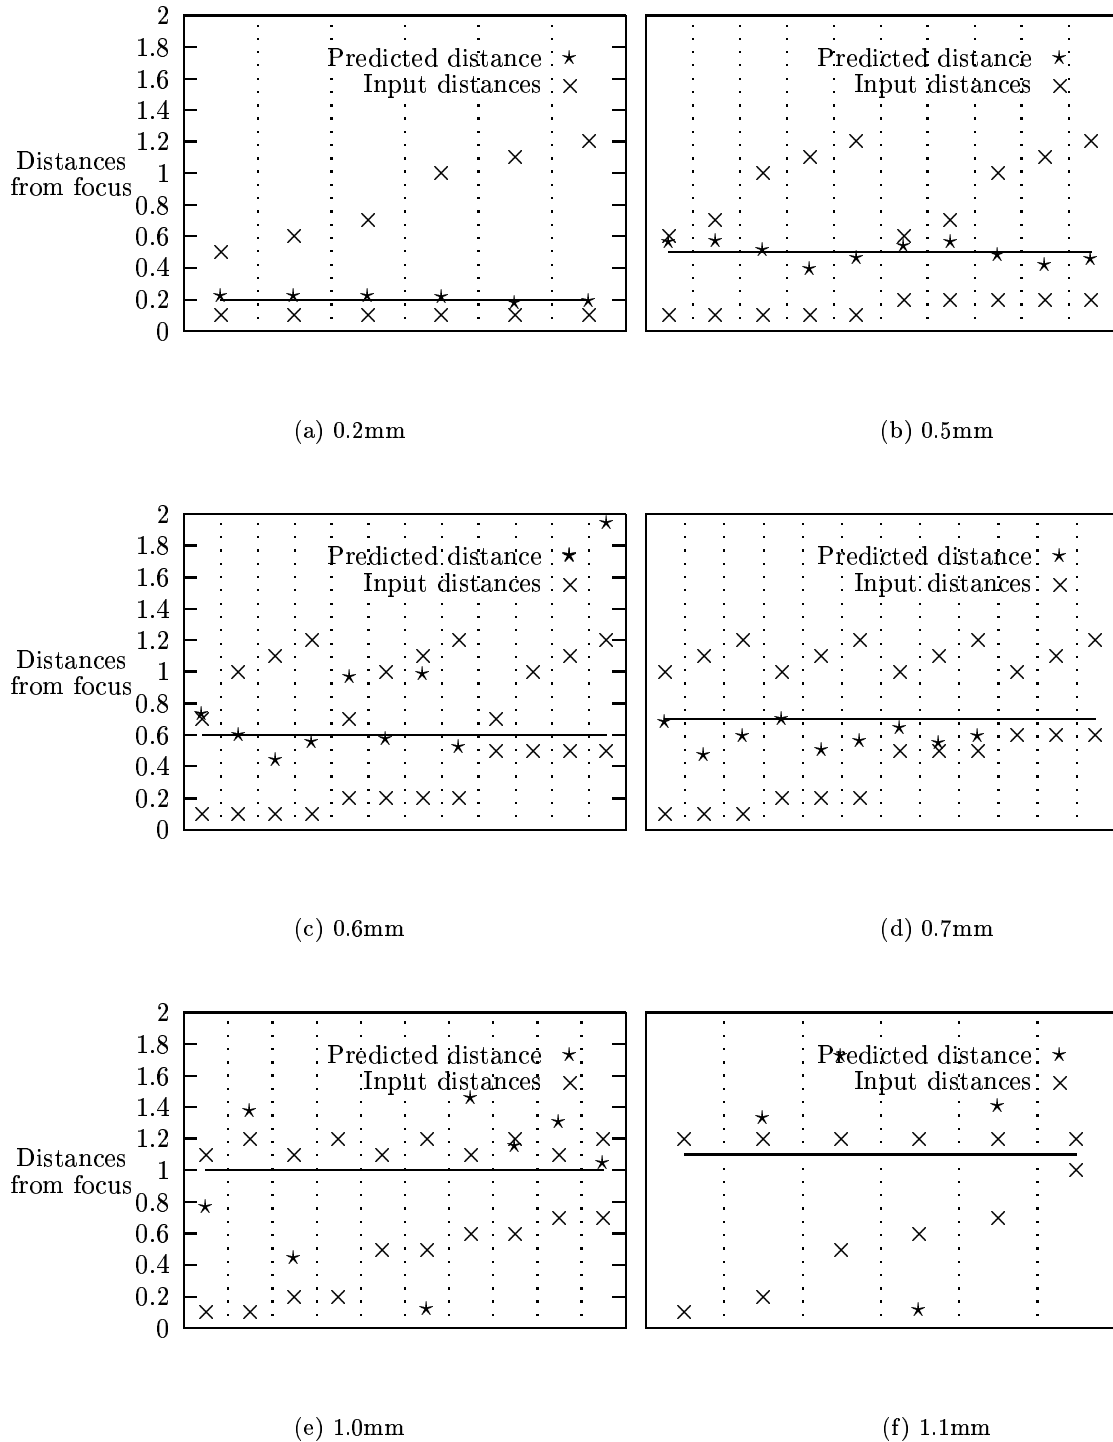 2
1.8
Predicted distance
Predicted distance
1.6
Input distances
Input distances
1.4
1.2
Distances
1
from focus
0.8
0.6
0.4
0.2
0
(a) 0.2mm
(b) 0.5mm
2
1.8
Predicted distance
Predicted distance
1.6
Input distances
Input distances
1.4
1.2
Distances
1
from focus
0.8
0.6
0.4
0.2
0
(c) 0.6mm
(d) 0.7mm
2
1.8
Predicted distance
Predicted distance
1.6
Input distances
Input distances
1.4
1.2
Distances
1
from focus
0.8
0.6
0.4
0.2
0
(e) 1.0mm
(f) 1.1mm